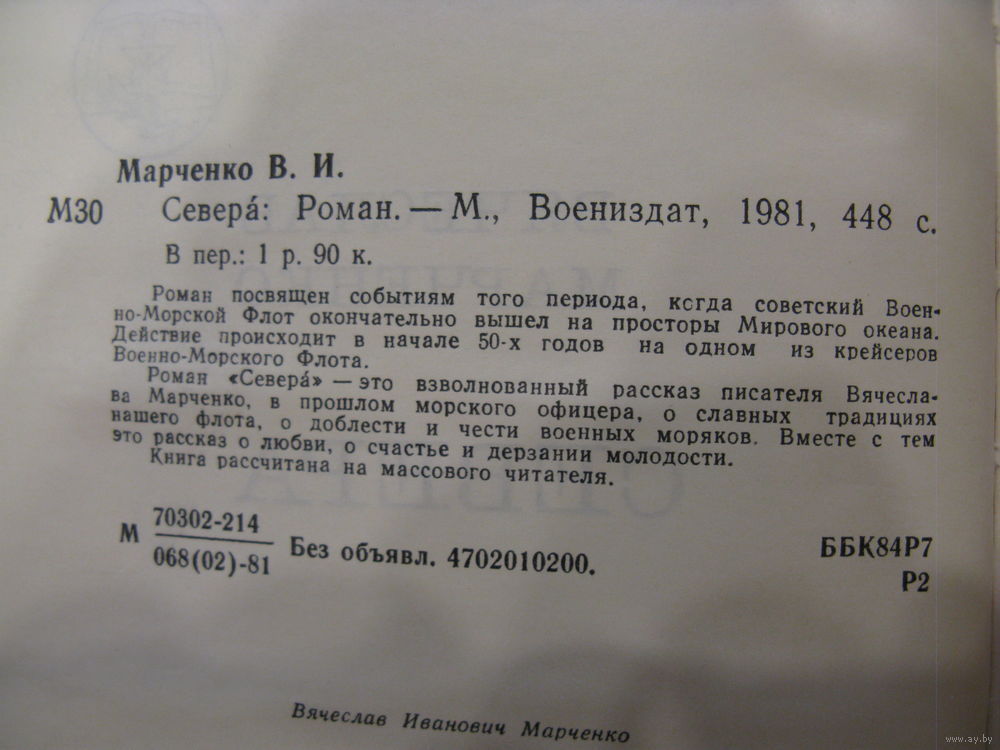 Марченко В. И.
М30 Севера́: Роман. — М., Воениздат, 1981, 448 с.
В пер.: 1 р. 90 к.
Роман посвящен событиям того периода, когда советский Воен-
но-Морской Флот окончательно вышел на просторы Мирового океана.
Действие происходит в начале 50-х годов на одном из крейсеров
Военно-Морского Флота.
Роман «Севера́» — это взволнованный рассказ писателя Вячесла-
ва Марченко, в прошлом морского офицера, о славных традициях
нашего флота, о доблести и чести военных моряков. Вместе с тем
это рассказ о любви, о счастье и дерзании молодости.
Книга рассчитана на массового читателя.
М 70302-214
068(02)-81 Без объявл. 4702010200.
ББК84Р7
Р2
Вячеслав Иванович Марченко
www.ay.by